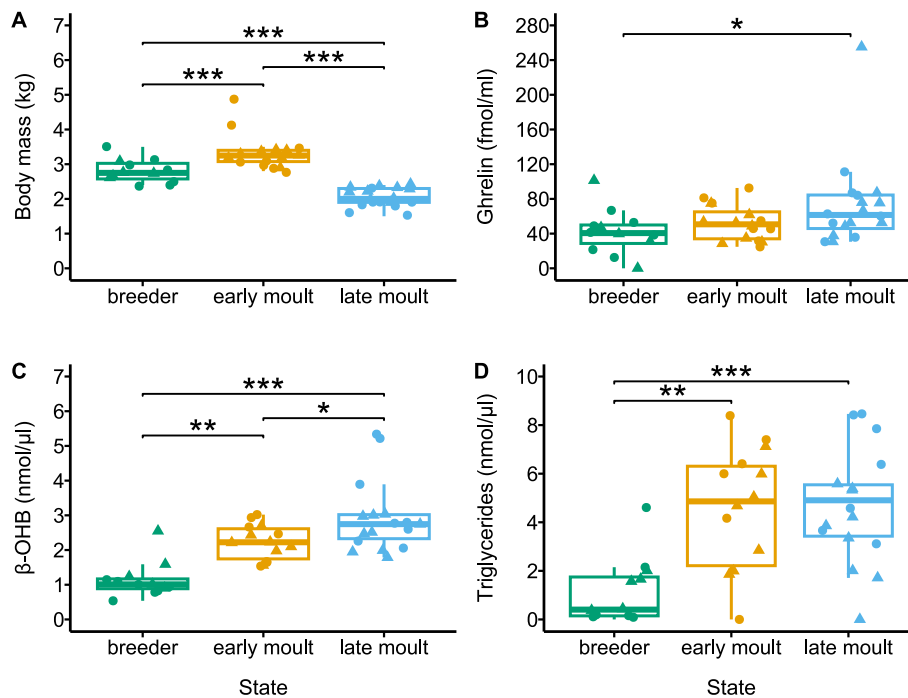 A
Body mass (kg)
7
6
5
4
3
2
1
0
***
***
***
breeder
early moult
late moult
B
Ghrelin (fmol/ml)
280
240
200
160
120
80
40
0
*
breeder
early moult
late moult
C
β-OHB (nmol/µl)
7
6
5
4
3
2
1
0
***
**
*
breeder
early moult
late moult
State
D
Triglycerides (nmol/µl)
10
8
6
4
2
0
***
**
breeder
early moult
late moult
State